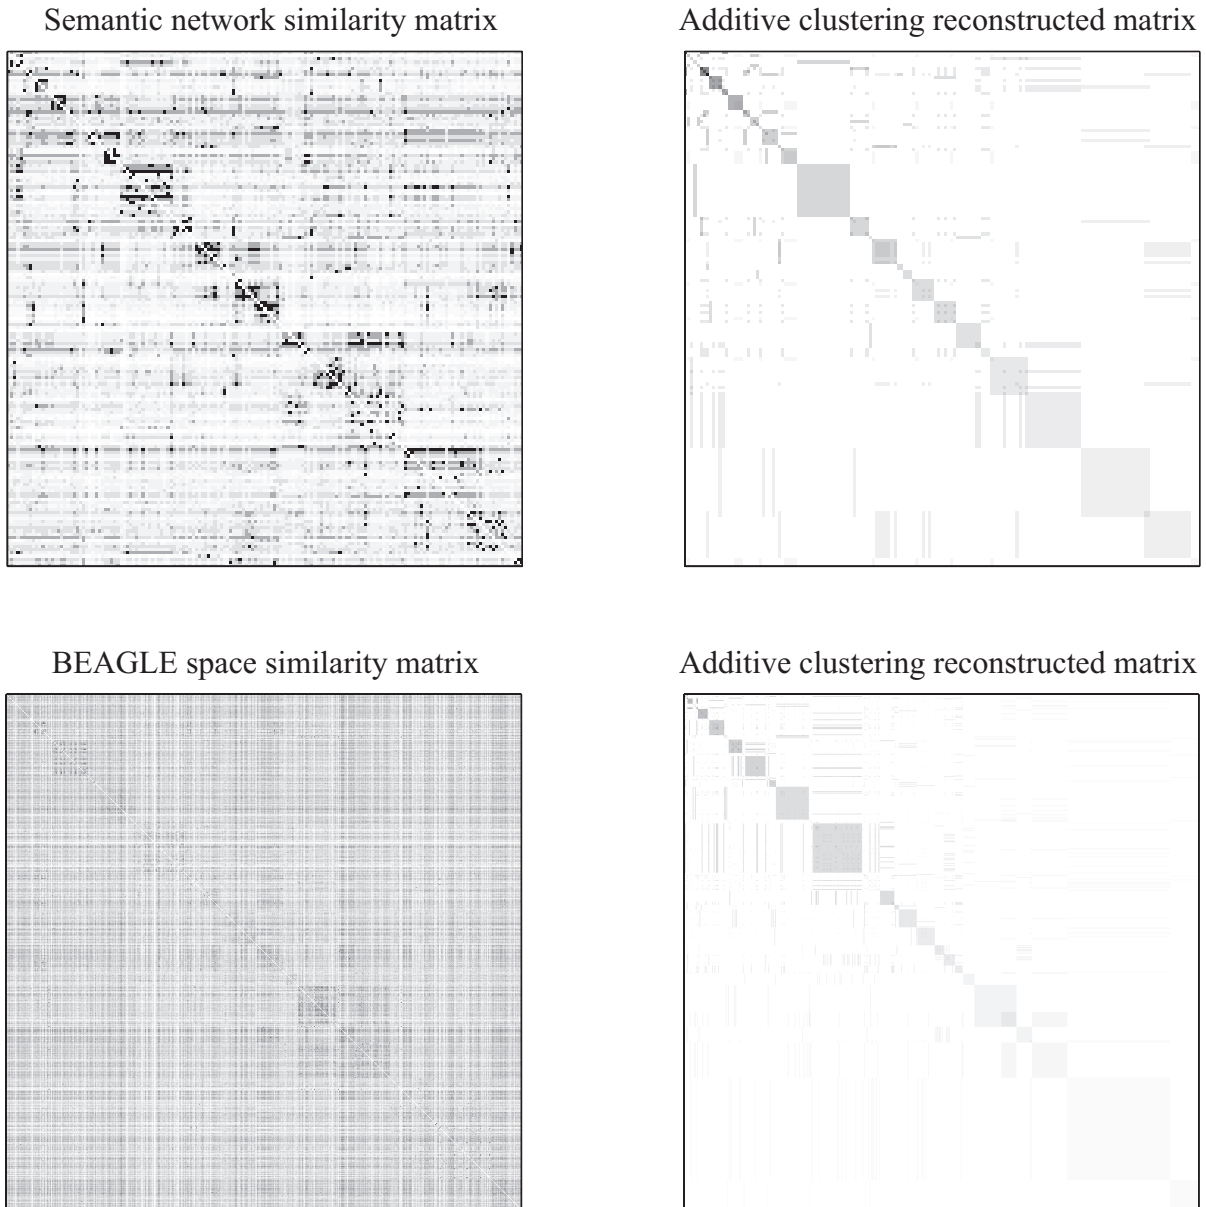 Semantic network similarity matrix
Additive clustering reconstructed matrix
BEAGLE space similarity matrix
Additive clustering reconstructed matrix